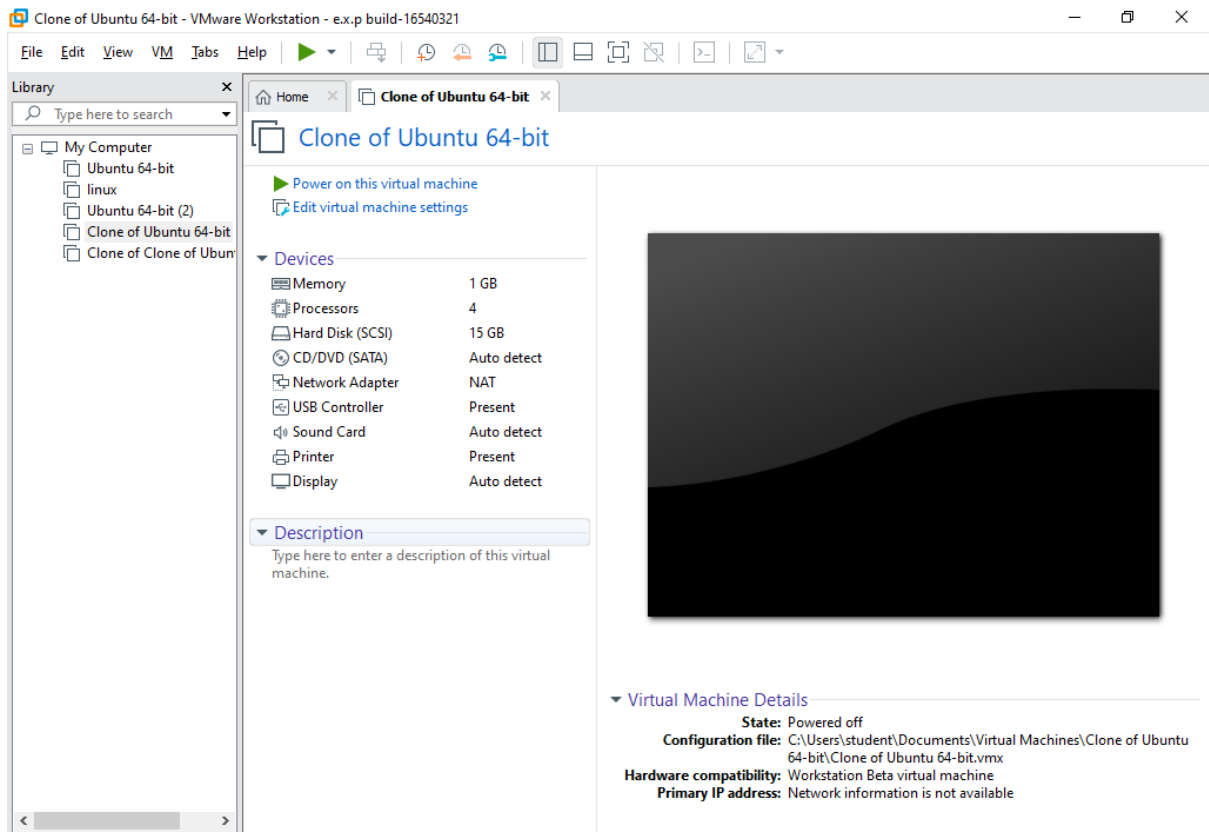 Clone of Ubuntu 64-bit - VMware Workstation - e.x.p build-16540321
File Edit View VM Tabs Help
Library
Type here to search
My Computer
Ubuntu 64-bit
linux
Ubuntu 64-bit (2)
Clone of Ubuntu 64-bit
Clone of Clone of Ubun
Home
Clone of Ubuntu 64-bit
Clone of Ubuntu 64-bit
Power on this virtual machine
Edit virtual machine settings
Devices
Memory 1 GB
Processors 4
Hard Disk (SCSI) 15 GB
CD/DVD (SATA) Auto detect
Network Adapter NAT
USB Controller Present
Sound Card Auto detect
Printer Present
Display Auto detect
Description
Type here to enter a description of this virtual
machine.
Virtual Machine Details
State: Powered off
Configuration file: C:\Users\student\Documents\Virtual Machines\Clone of Ubuntu
64-bit\Clone of Ubuntu 64-bit.vmx
Hardware compatibility: Workstation Beta virtual machine
Primary IP address: Network information is not available